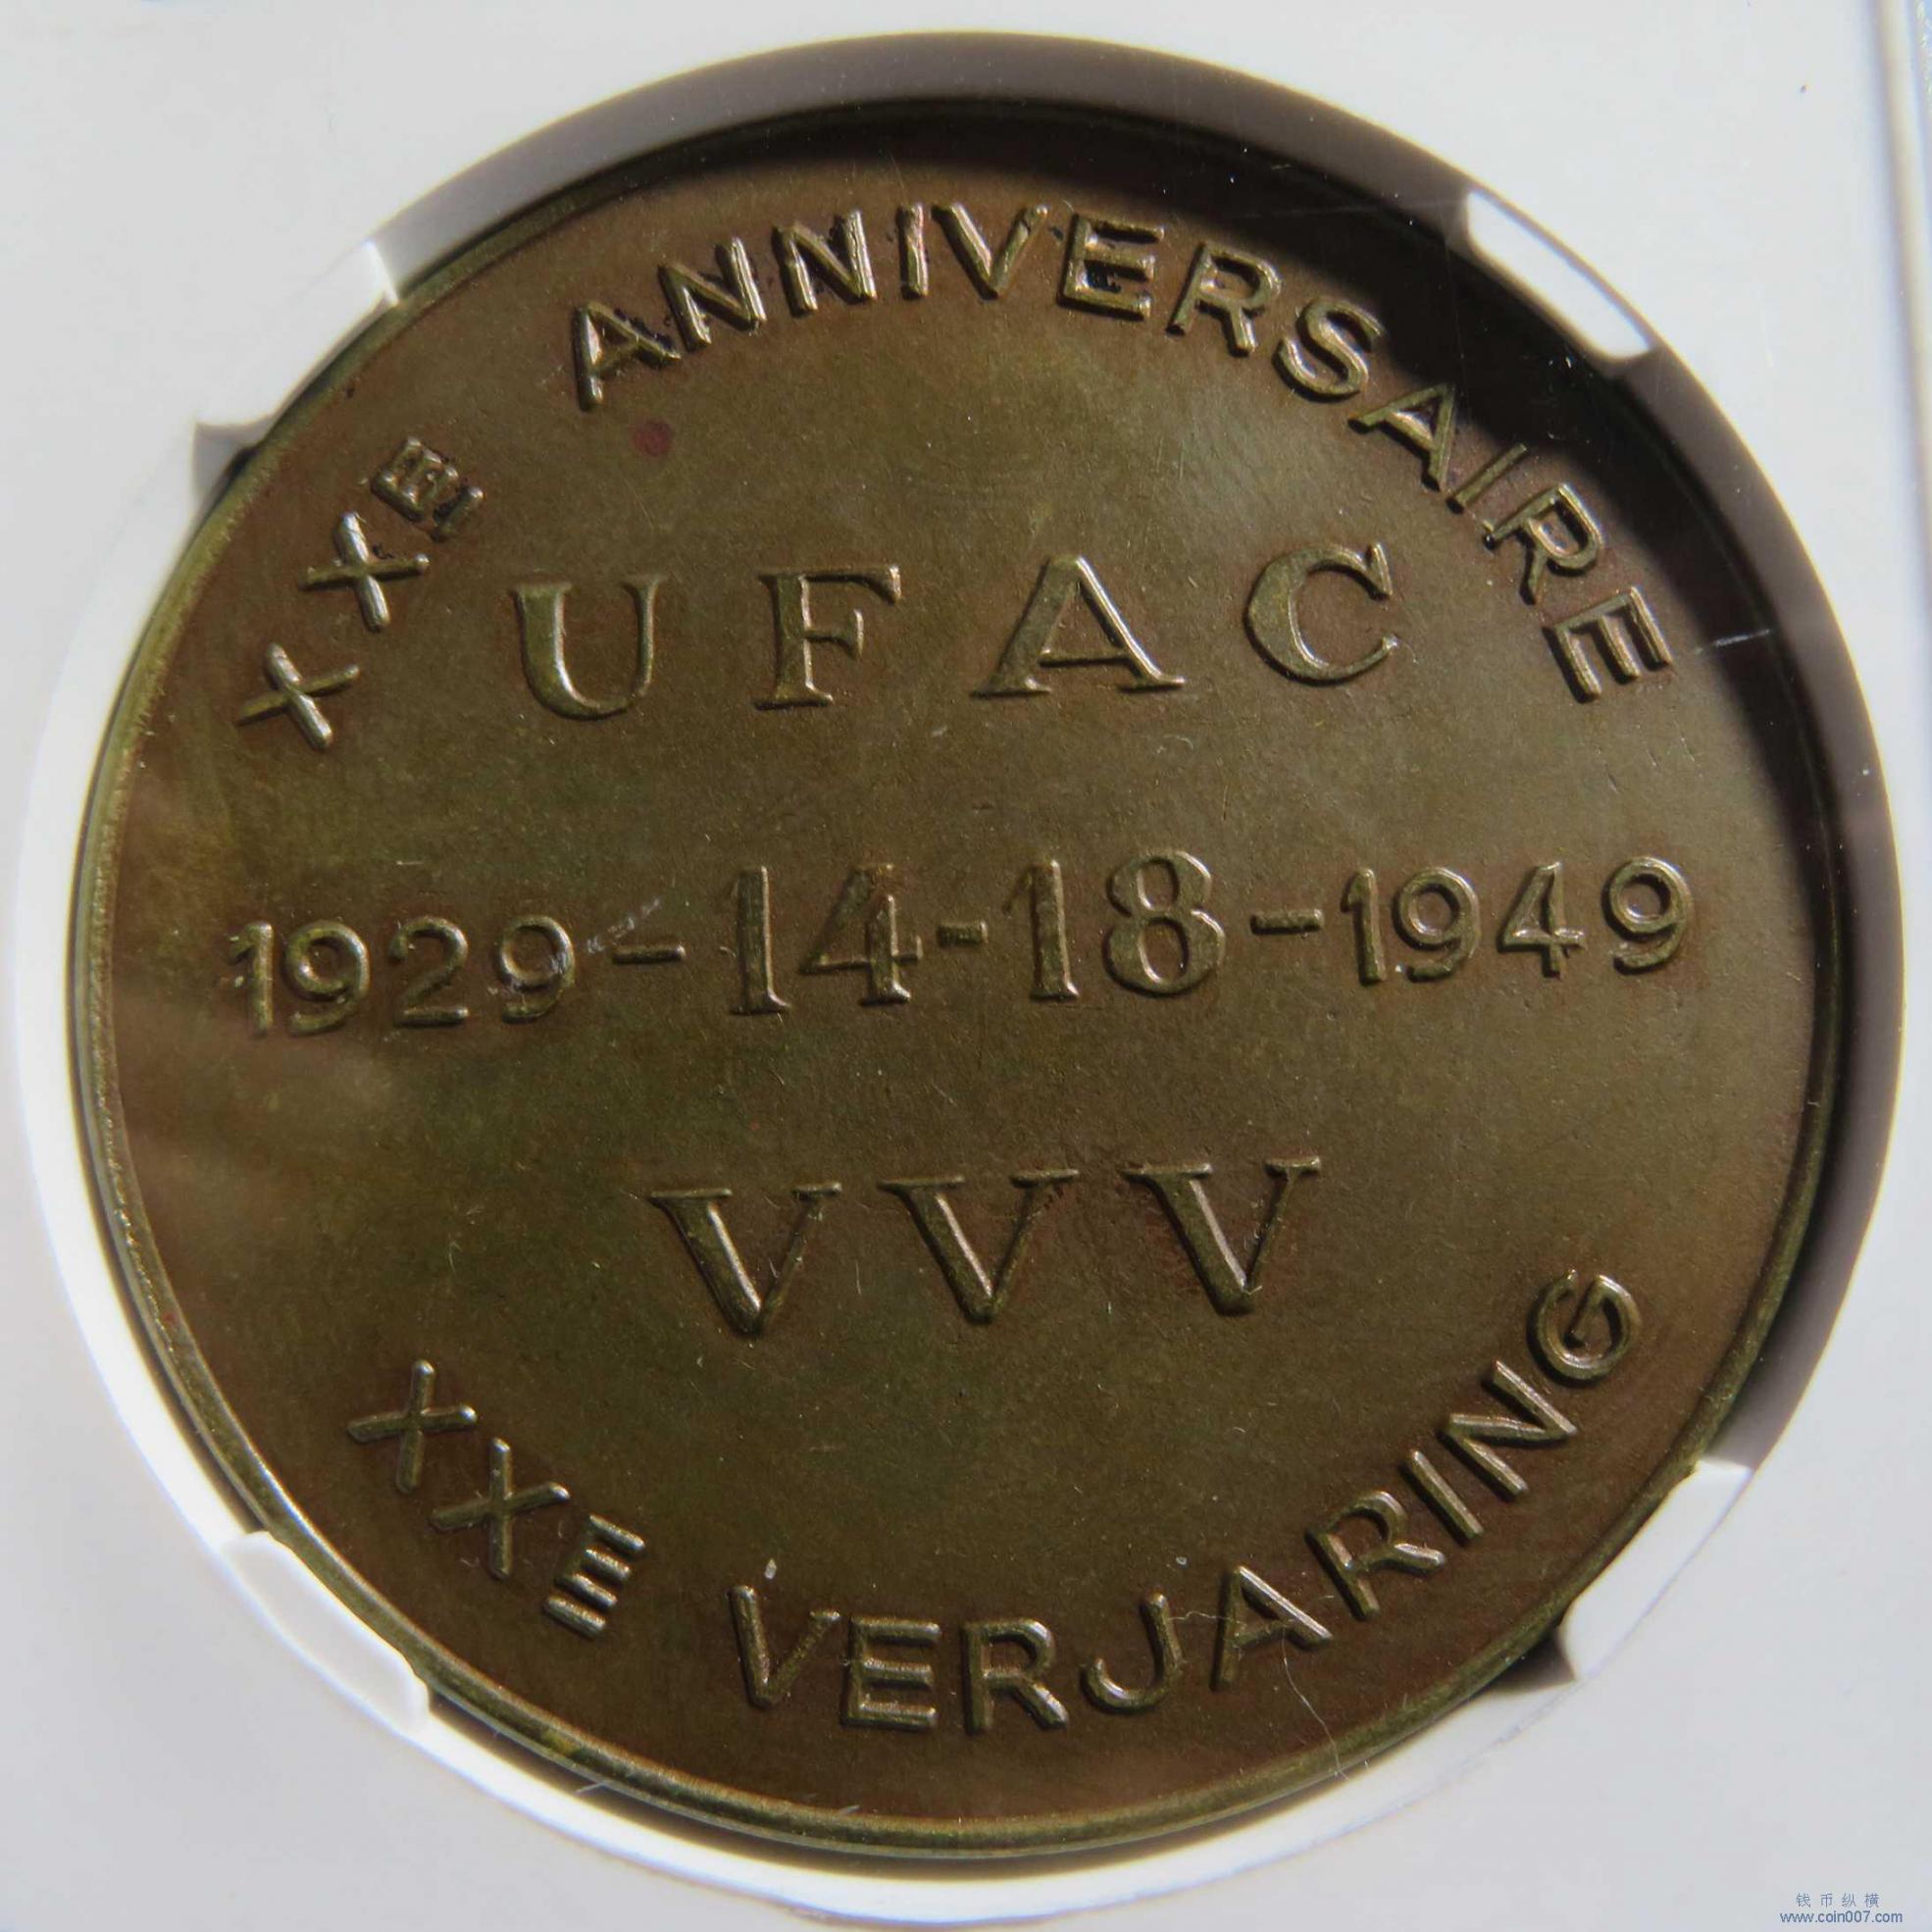 XXE ANNIVERSAIRE
UFAC
1929-14-18-1949
VVV
XXE VERJARING
钱币纵横
www.coin007.com